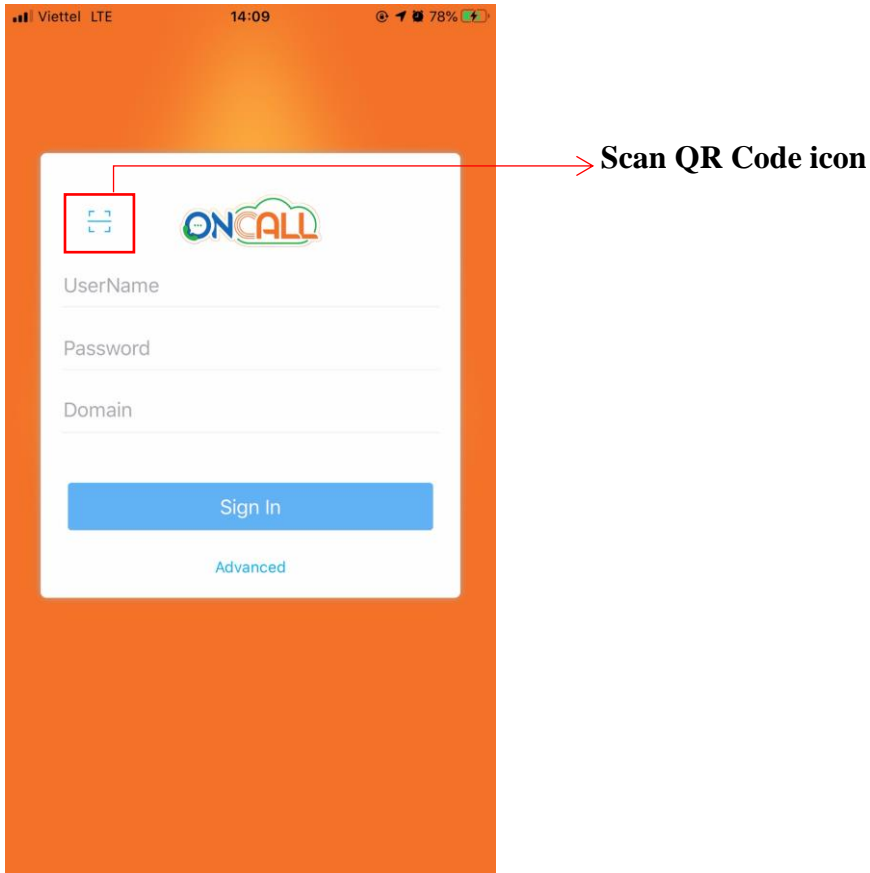 Viettel LTE 14:09 78%
Scan QR Code icon
ONCALL
UserName
Password
Domain
Sign In
Advanced